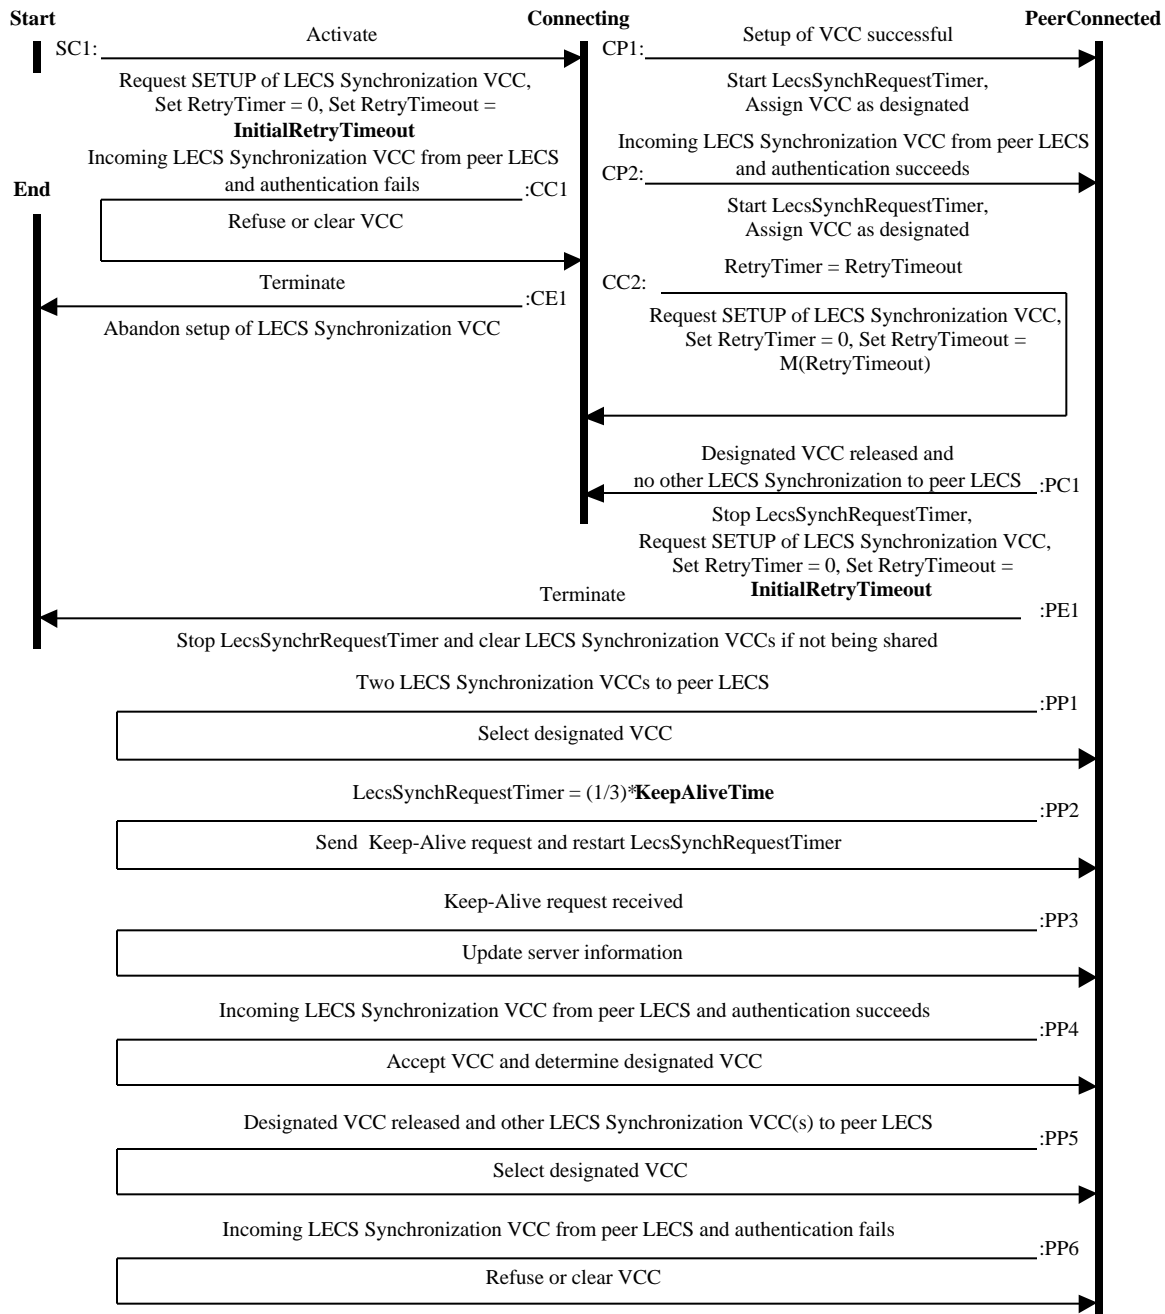 Start
Connecting
PeerConnected
SC1:
Activate
Request SETUP of LECS Synchronization VCC,
Set RetryTimer = 0, Set RetryTimeout =
InitialRetryTimeout
CP1:
Setup of VCC successful
Start LecsSynchRequestTimer,
Assign VCC as designated
Incoming LECS Synchronization VCC from peer LECS
and authentication fails
:CC1
Refuse or clear VCC
Incoming LECS Synchronization VCC from peer LECS
and authentication succeeds
CP2:
Start LecsSynchRequestTimer,
Assign VCC as designated
End
Terminate
:CE1
Abandon setup of LECS Synchronization VCC
CC2:
RetryTimer = RetryTimeout
Request SETUP of LECS Synchronization VCC,
Set RetryTimer = 0, Set RetryTimeout =
M(RetryTimeout)
Designated VCC released and
no other LECS Synchronization to peer LECS
:PC1
Stop LecsSynchRequestTimer,
Request SETUP of LECS Synchronization VCC,
Set RetryTimer = 0, Set RetryTimeout =
InitialRetryTimeout
Terminate
:PE1
Stop LecsSynchrRequestTimer and clear LECS Synchronization VCCs if not being shared
Two LECS Synchronization VCCs to peer LECS
:PP1
Select designated VCC
LecsSynchRequestTimer = (1/3)*KeepAliveTime
:PP2
Send Keep-Alive request and restart LecsSynchRequestTimer
Keep-Alive request received
:PP3
Update server information
Incoming LECS Synchronization VCC from peer LECS and authentication succeeds
:PP4
Accept VCC and determine designated VCC
Designated VCC released and other LECS Synchronization VCC(s) to peer LECS
:PP5
Select designated VCC
Incoming LECS Synchronization VCC from peer LECS and authentication fails
:PP6
Refuse or clear VCC